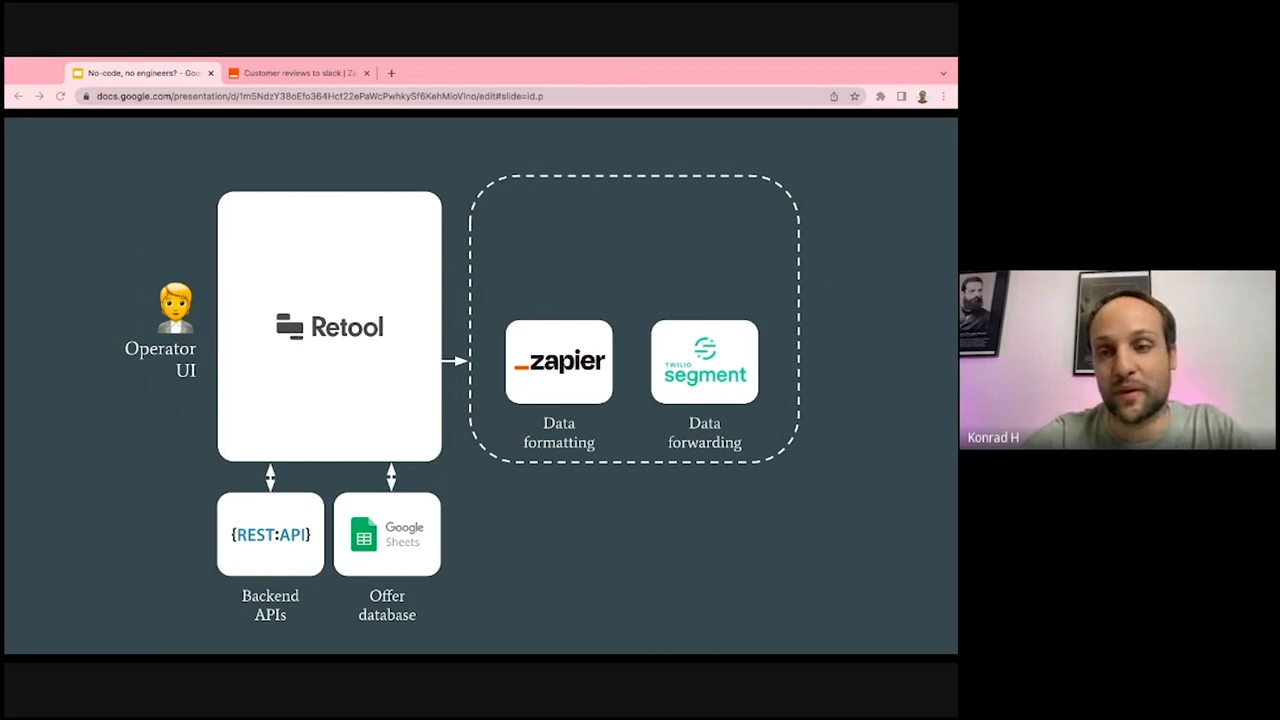 No-code, no engineers? - Goo
Customer reviews to slack | Za
docs.google.com/presentation/d/1m5NdzY38oEfo364Hct22ePaWcPwhkySf6KehMioVIno/edit#slide=id.p
Operator
UI
Retool
zapier
Data
formatting
TWILIO
segment
Data
forwarding
{REST:API}
Backend
APIs
Google
Sheets
Offer
database
Konrad H